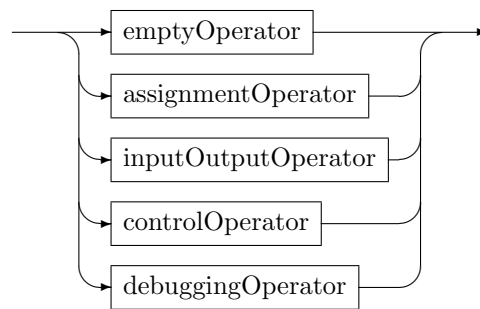 emptyOperator
assignmentOperator
inputOutputOperator
controlOperator
debuggingOperator